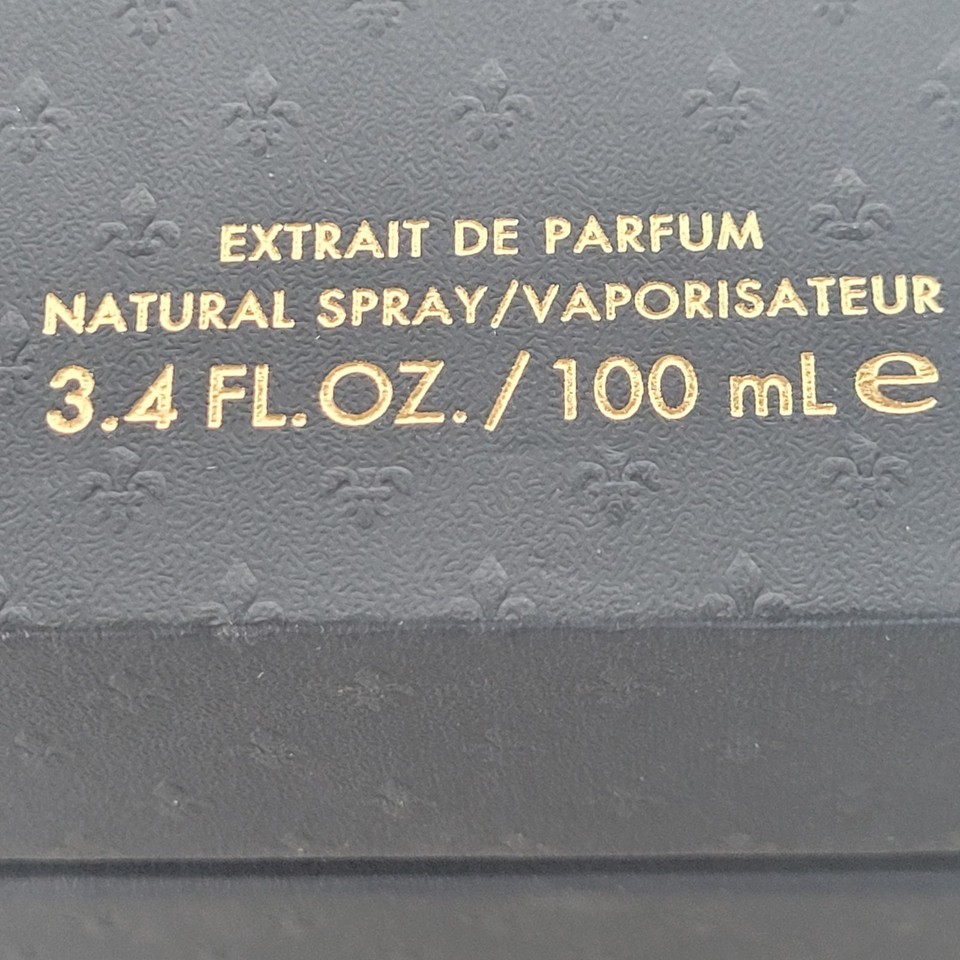 EXTRAIT DE PARFUM
NATURAL SPRAY/VAPORISATEUR
3.4 FL.OZ./100 mL e